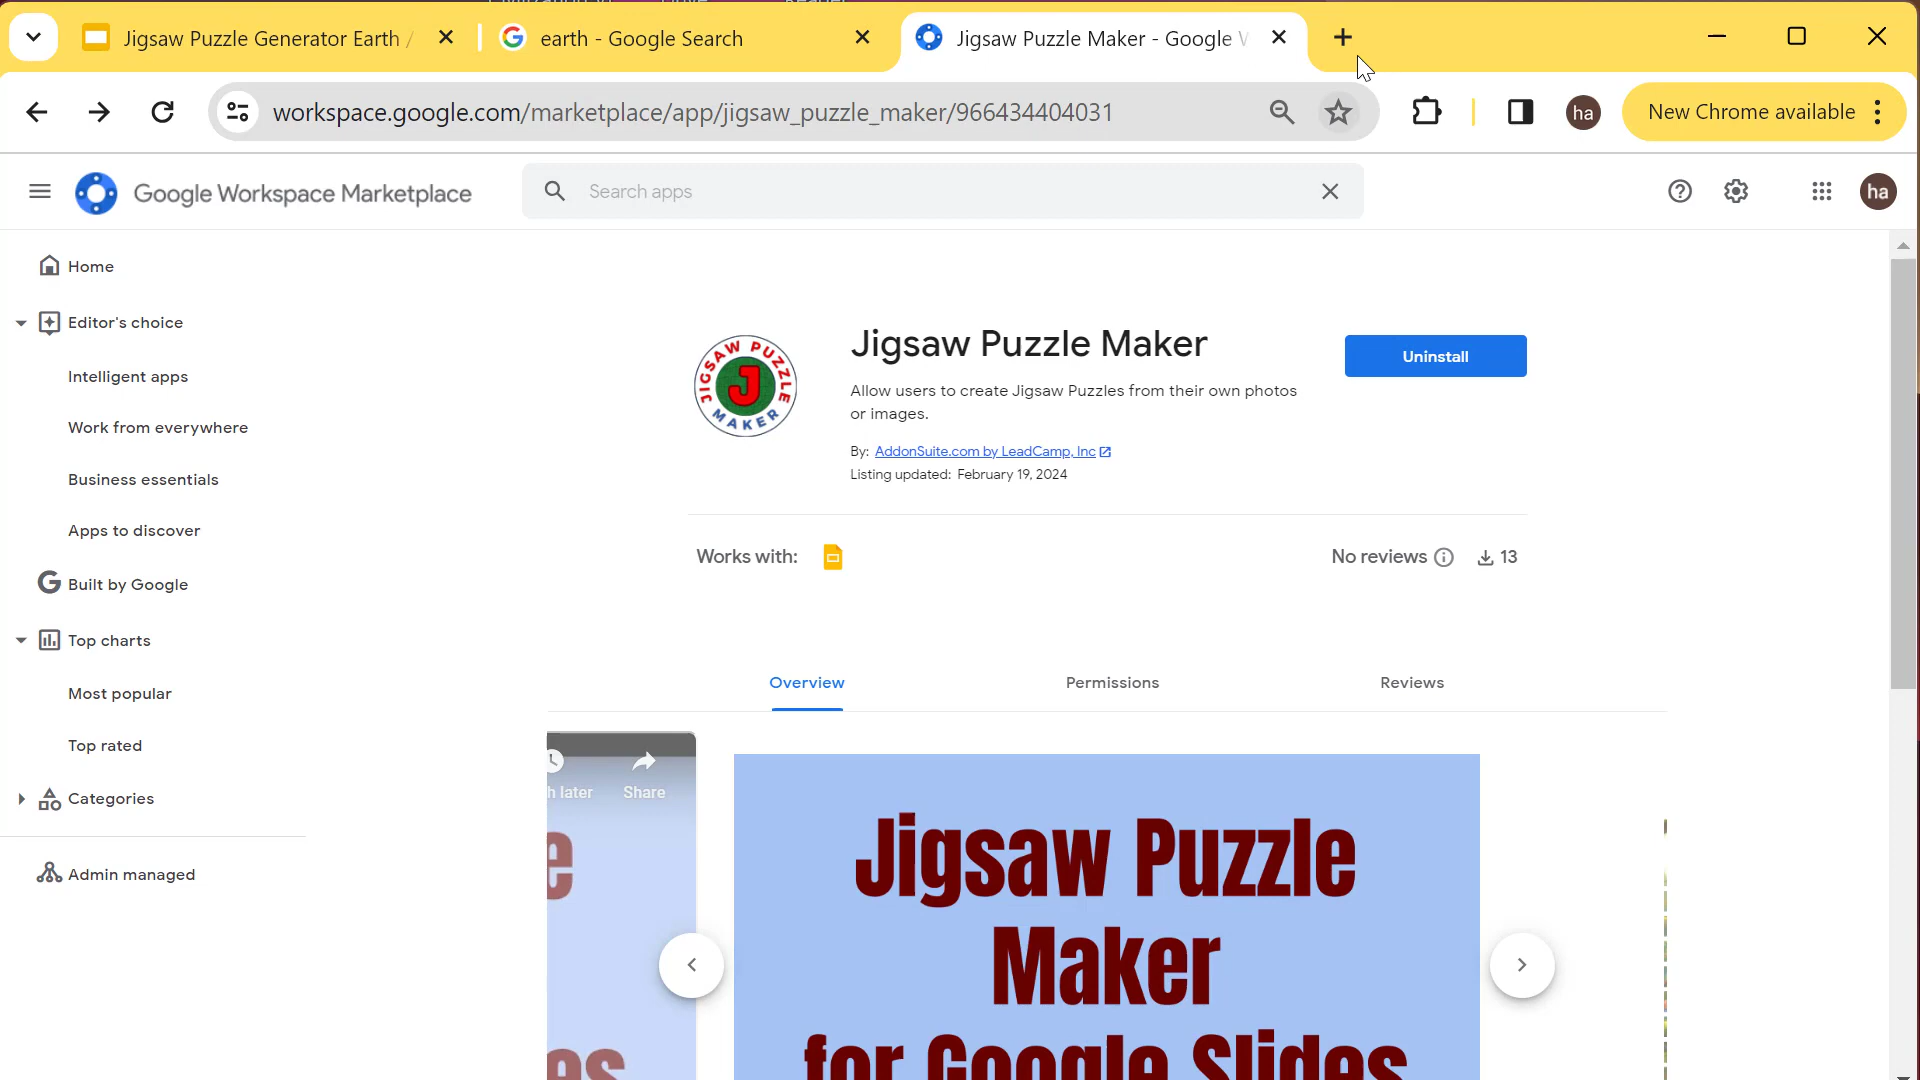 Jigsaw Puzzle Generator Earth /
earth - Google Search
Jigsaw Puzzle Maker - Google W
workspace.google.com/marketplace/app/jigsaw_puzzle_maker/966434404031
ha
New Chrome available
Google Workspace Marketplace
Search apps
ha
Home
Editor's choice
Intelligent apps
Work from everywhere
Business essentials
Apps to discover
Built by Google
Top charts
Most popular
Top rated
Categories
Admin managed
JIGSAW PUZZLE
J
MAKER
Jigsaw Puzzle Maker
Allow users to create Jigsaw Puzzles from their own photos
or images.
By: AddonSuite.com by LeadCamp, Inc
Listing updated: February 19, 2024
Uninstall
Works with:
No reviews
13
Overview
Permissions
Reviews
h later
Share
e
es
Jigsaw Puzzle
Maker
for Google Slides